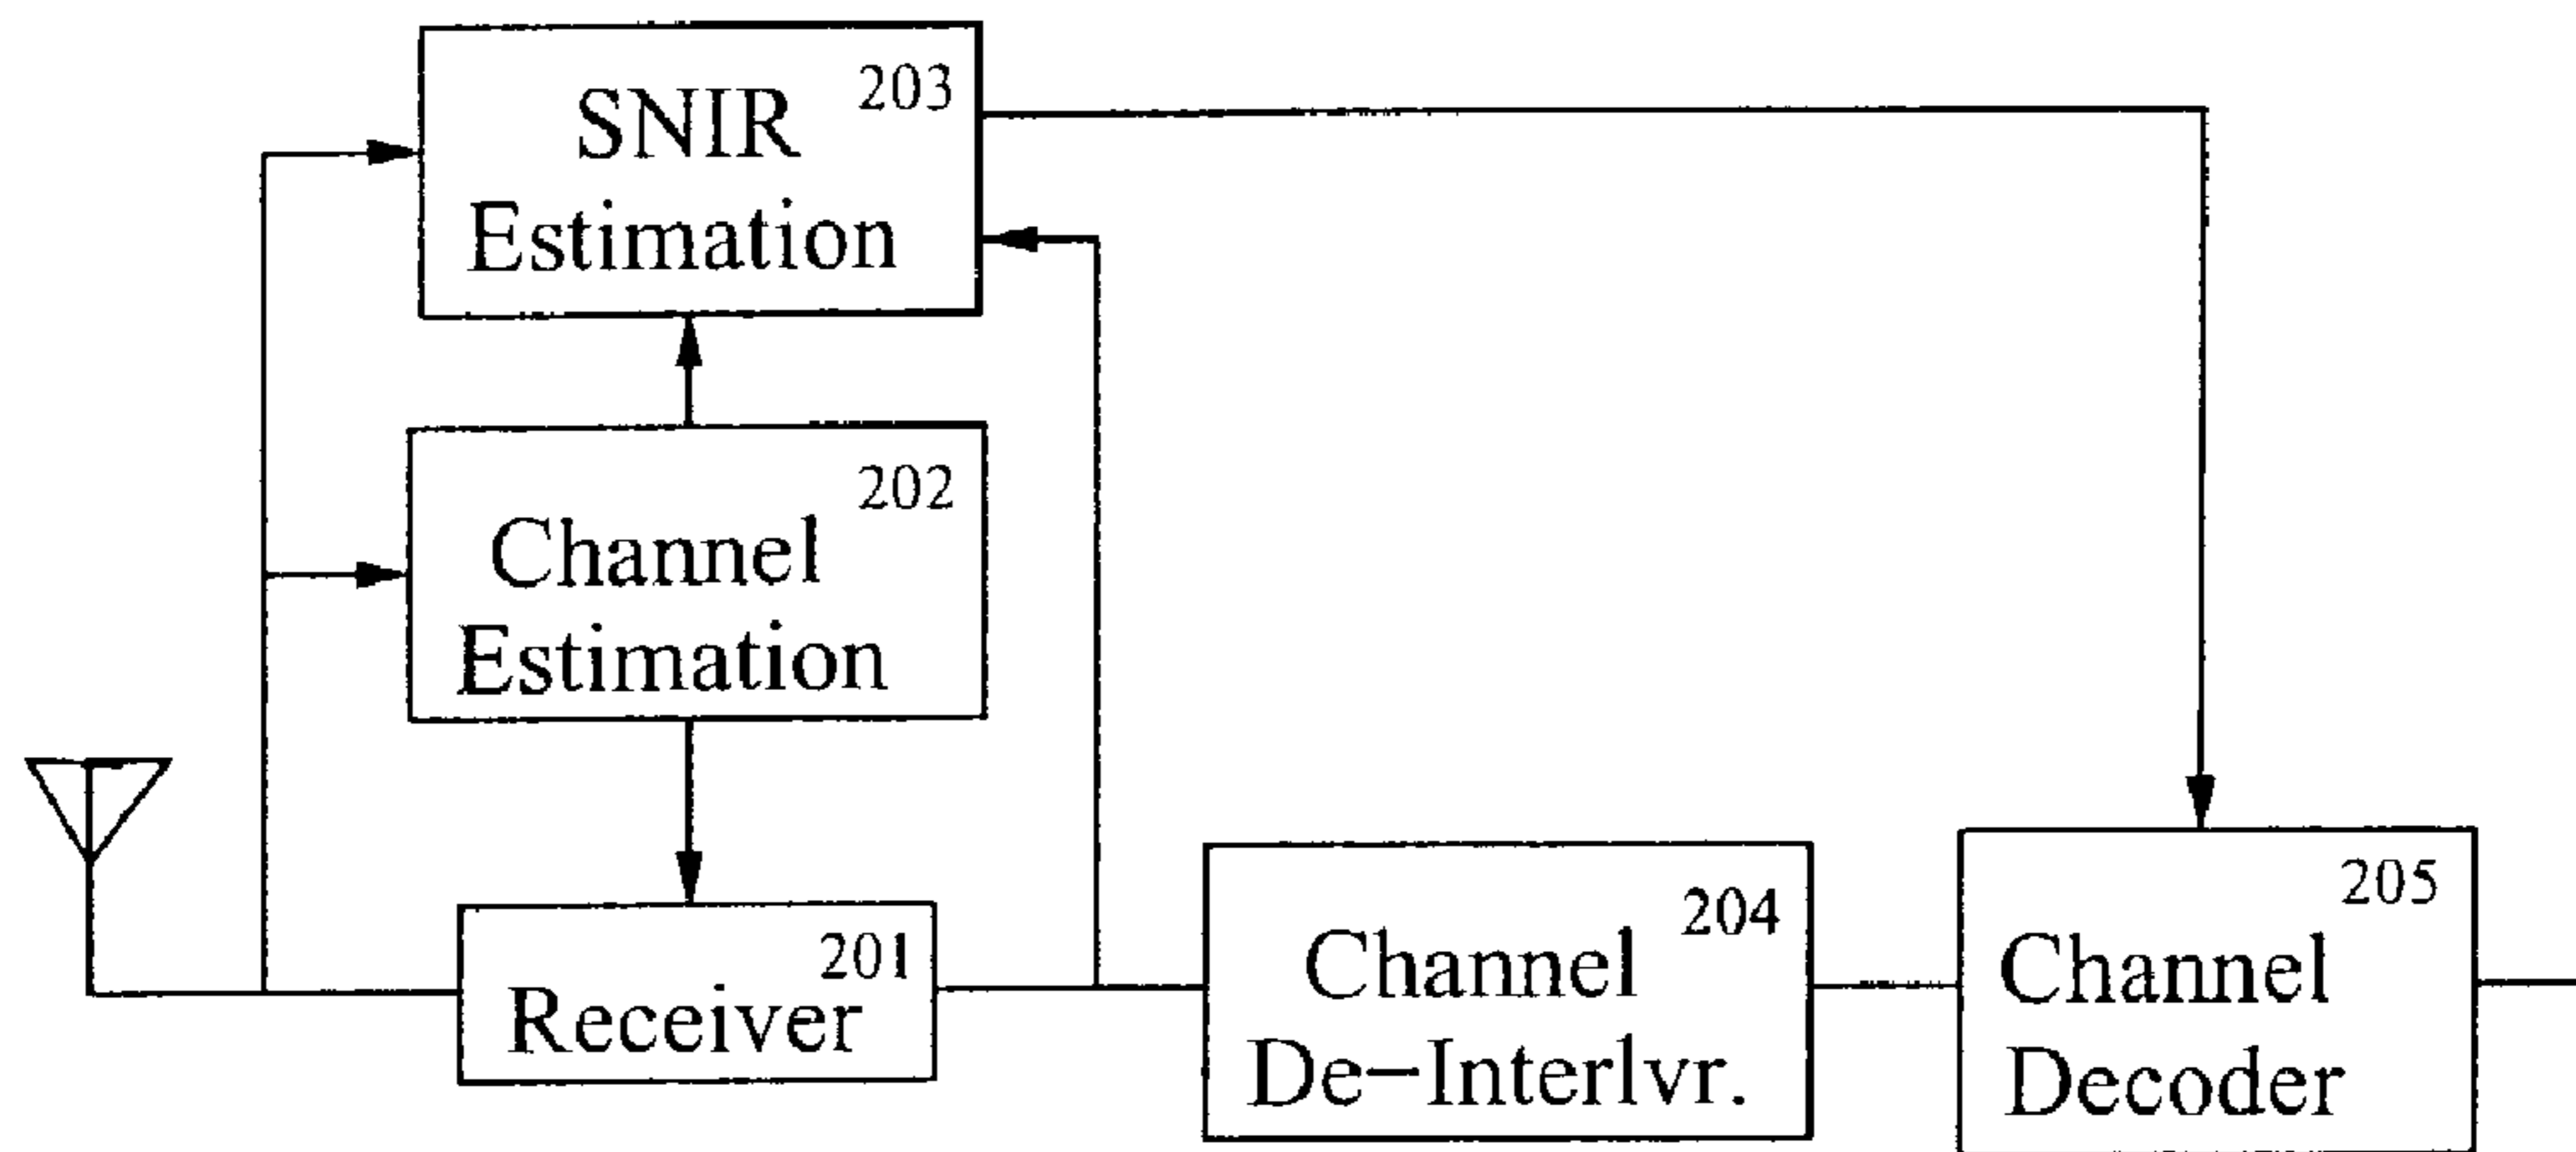 203
SNIR
Estimation
202
Channel
Estimation
201
Receiver
204
Channel
De-Interlvr.
205
Channel
Decoder